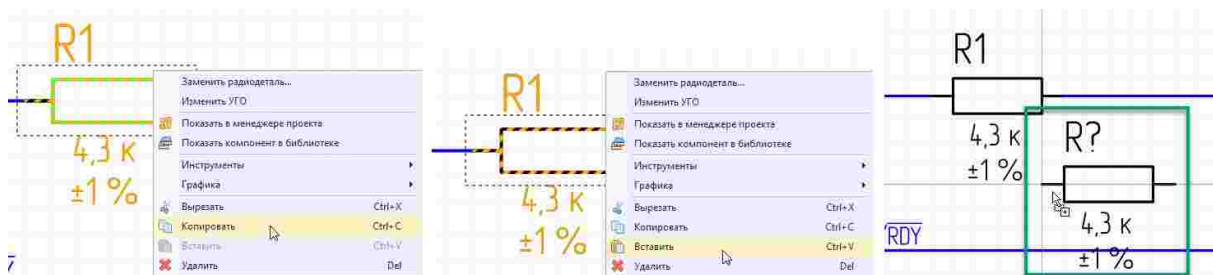 R1
Заменить радиодеталь...
Изменить УГО
Показать в менеджере проекта
Показать компонент в библиотеке
Инструменты
Графика
Вырезать Ctrl+X
Копировать Ctrl+C
Вставить Ctrl+V
Удалить Del
4,3 к
±1 %
R1
Заменить радиодеталь...
Изменить УГО
Показать в менеджере проекта
Показать компонент в библиотеке
Инструменты
Графика
Вырезать Ctrl+X
Копировать Ctrl+C
Вставить Ctrl+V
Удалить Del
4,3 к
±1 %
R1
4,3 к
±1 %
R?
4,3 к
±1 %
RDY